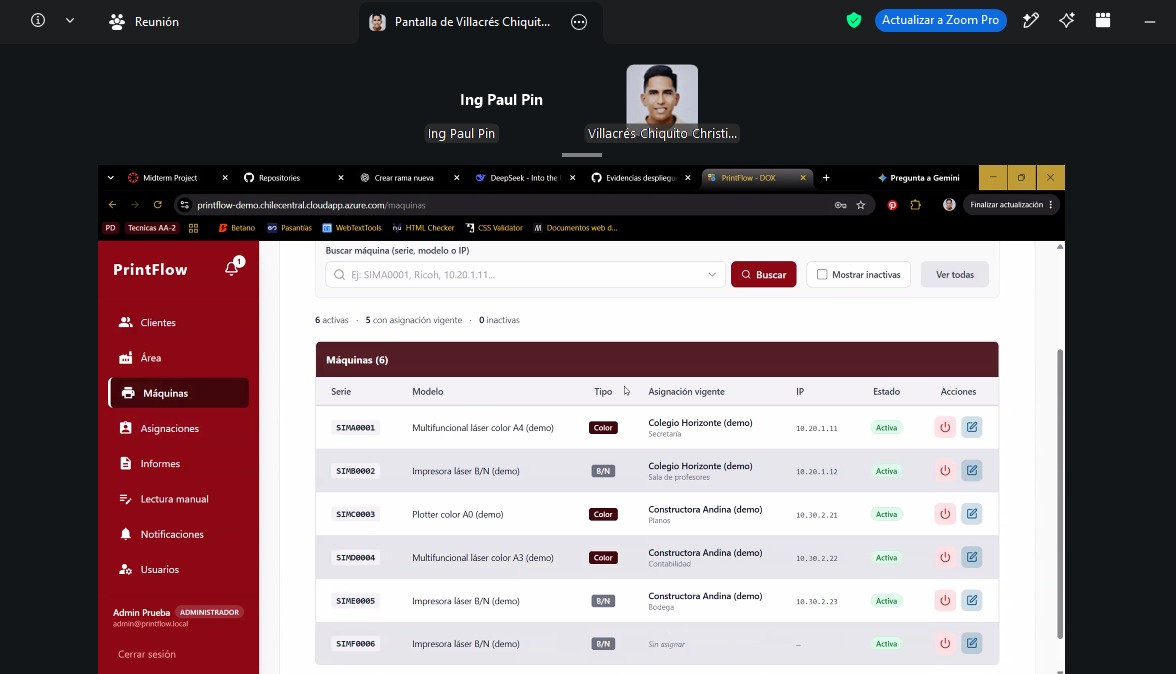 Reunión
Pantalla de Villacrés Chiquit...
Actualizar a Zoom Pro
Ing Paul Pin
Ing Paul Pin
Villacrés Chiquito Christi...
Midterm Project
Repositories
Crear rama nueva
DeepSeek - Into the
Evidencias desplieg
PrintFlow - DOX
Pregunta a Gemini
printflow-demo.chilecentral.cloudapp.azure.com/maquinas
Finalizar actualización
PD
Tecnicas AA-2
Betano
Pasantías
WebTextTools
HTML Checker
CSS Validator
Documentos web d...
PrintFlow
1
Clientes
Área
Máquinas
Asignaciones
Informes
Lectura manual
Notificaciones
Usuarios
Admin Prueba ADMINISTRADOR
admin@printflow.local
Cerrar sesión
Buscar máquina (serie, modelo o IP)
Ej: SIMA0001, Ricoh, 10.20.1.11...
Buscar
Mostrar inactivas
Ver todas
6 activas · 5 con asignación vigente · 0 inactivas
Máquinas (6)
Serie Modelo Tipo Asignación vigente IP Estado Acciones
SIMA0001 Multifuncional láser color A4 (demo) Color Colegio Horizonte (demo) 10.20.1.11 Activa
Secretaría
SIMB0002 Impresora láser B/N (demo) B/N Colegio Horizonte (demo) 10.20.1.12 Activa
Sala de profesores
SIMC0003 Plotter color A0 (demo) Color Constructora Andina (demo) 10.30.2.21 Activa
Planos
SIMD0004 Multifuncional láser color A3 (demo) Color Constructora Andina (demo) 10.30.2.22 Activa
Contabilidad
SIME0005 Impresora láser B/N (demo) B/N Constructora Andina (demo) 10.30.2.23 Activa
Bodega
SIMF0006 Impresora láser B/N (demo) B/N Sin asignar – Activa